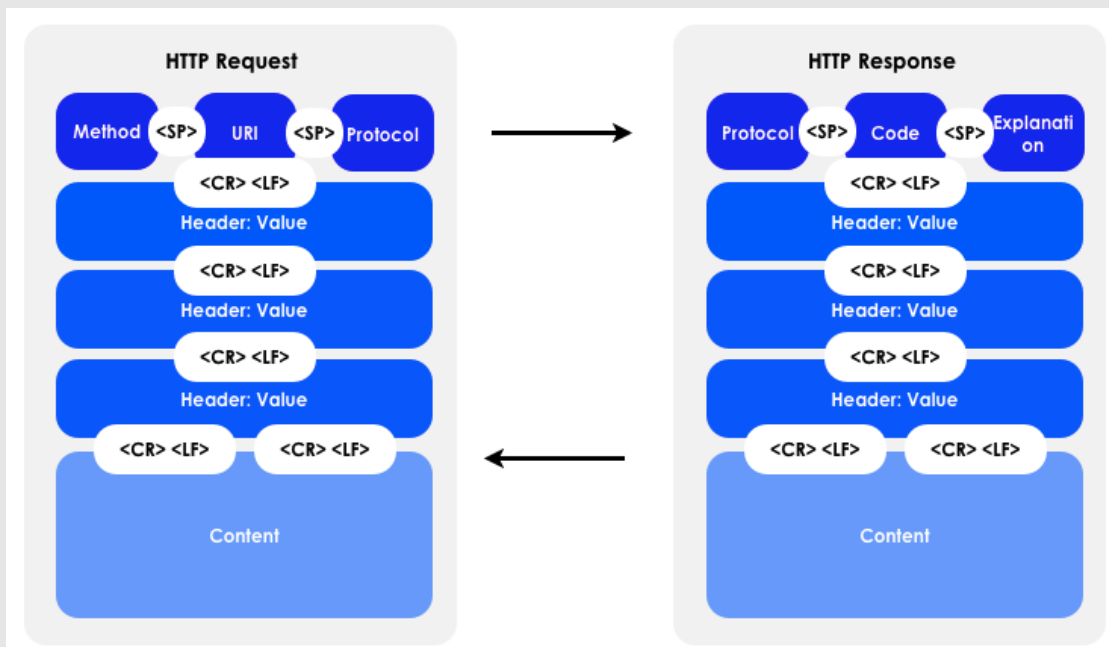 HTTP Request
Method <SP> URI <SP> Protocol
<CR> <LF>
Header: Value
<CR> <LF>
Header: Value
<CR> <LF>
Header: Value
<CR> <LF> <CR> <LF>
Content
HTTP Response
Protocol <SP> Code <SP> Explanati
on
<CR> <LF>
Header: Value
<CR> <LF>
Header: Value
<CR> <LF>
Header: Value
<CR> <LF> <CR> <LF>
Content